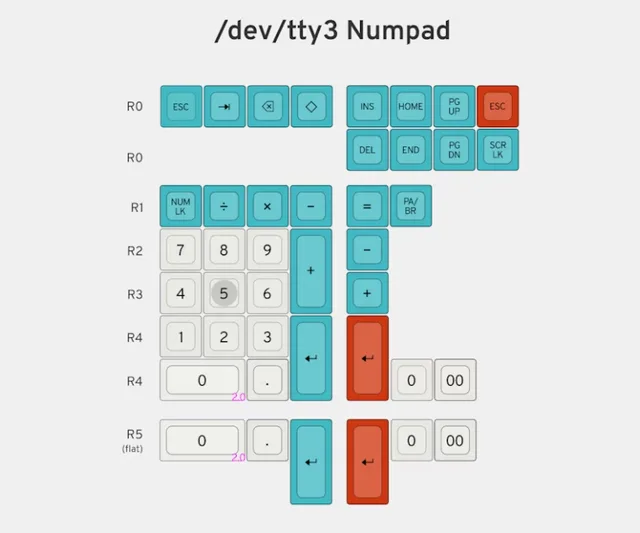 /dev/tty3 Numpad
R0 ESC INS HOME PG UP ESC
R0 DEL END PG DN SCR LK
R1 NUM LK ÷ × − = PA/ BR
R2 7 8 9 + −
R3 4 5 6 +
R4 1 2 3
R4 0 . 0 00
2.0
R5 (flat) 0 . 0 00
2.0